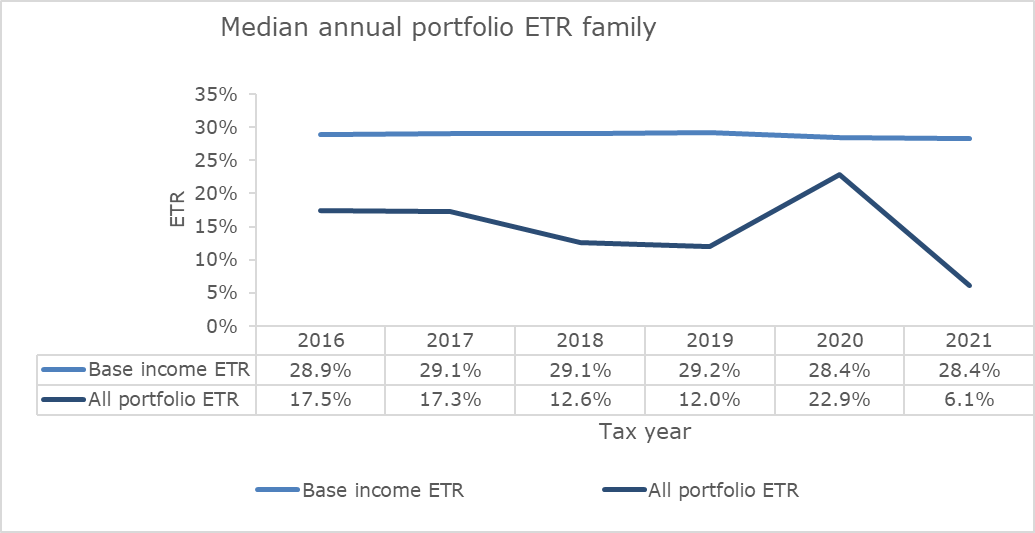 Median annual portfolio ETR family
35%
30%
25%
20%
15%
10%
5%
0%
ETR
2016 2017 2018 2019 2020 2021
Base income ETR 28.9% 29.1% 29.1% 29.2% 28.4% 28.4%
All portfolio ETR 17.5% 17.3% 12.6% 12.0% 22.9% 6.1%
Tax year
Base income ETR All portfolio ETR